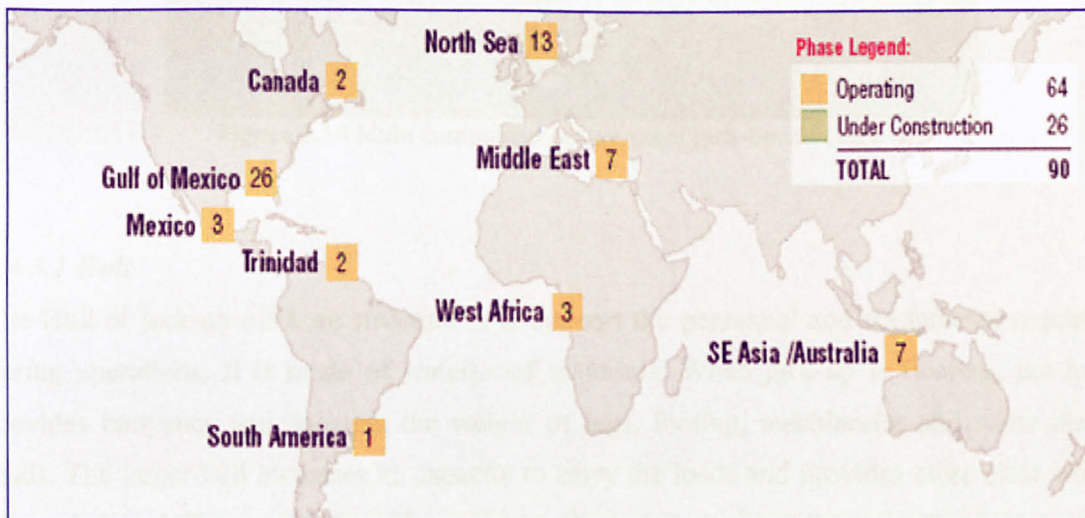 North Sea 13
Canada 2
Gulf of Mexico 26
Mexico 3
Trinidad 2
Middle East 7
West Africa 3
SE Asia /Australia 7
South America 1
Phase Legend:
Operating 64
Under Construction 26
TOTAL 90